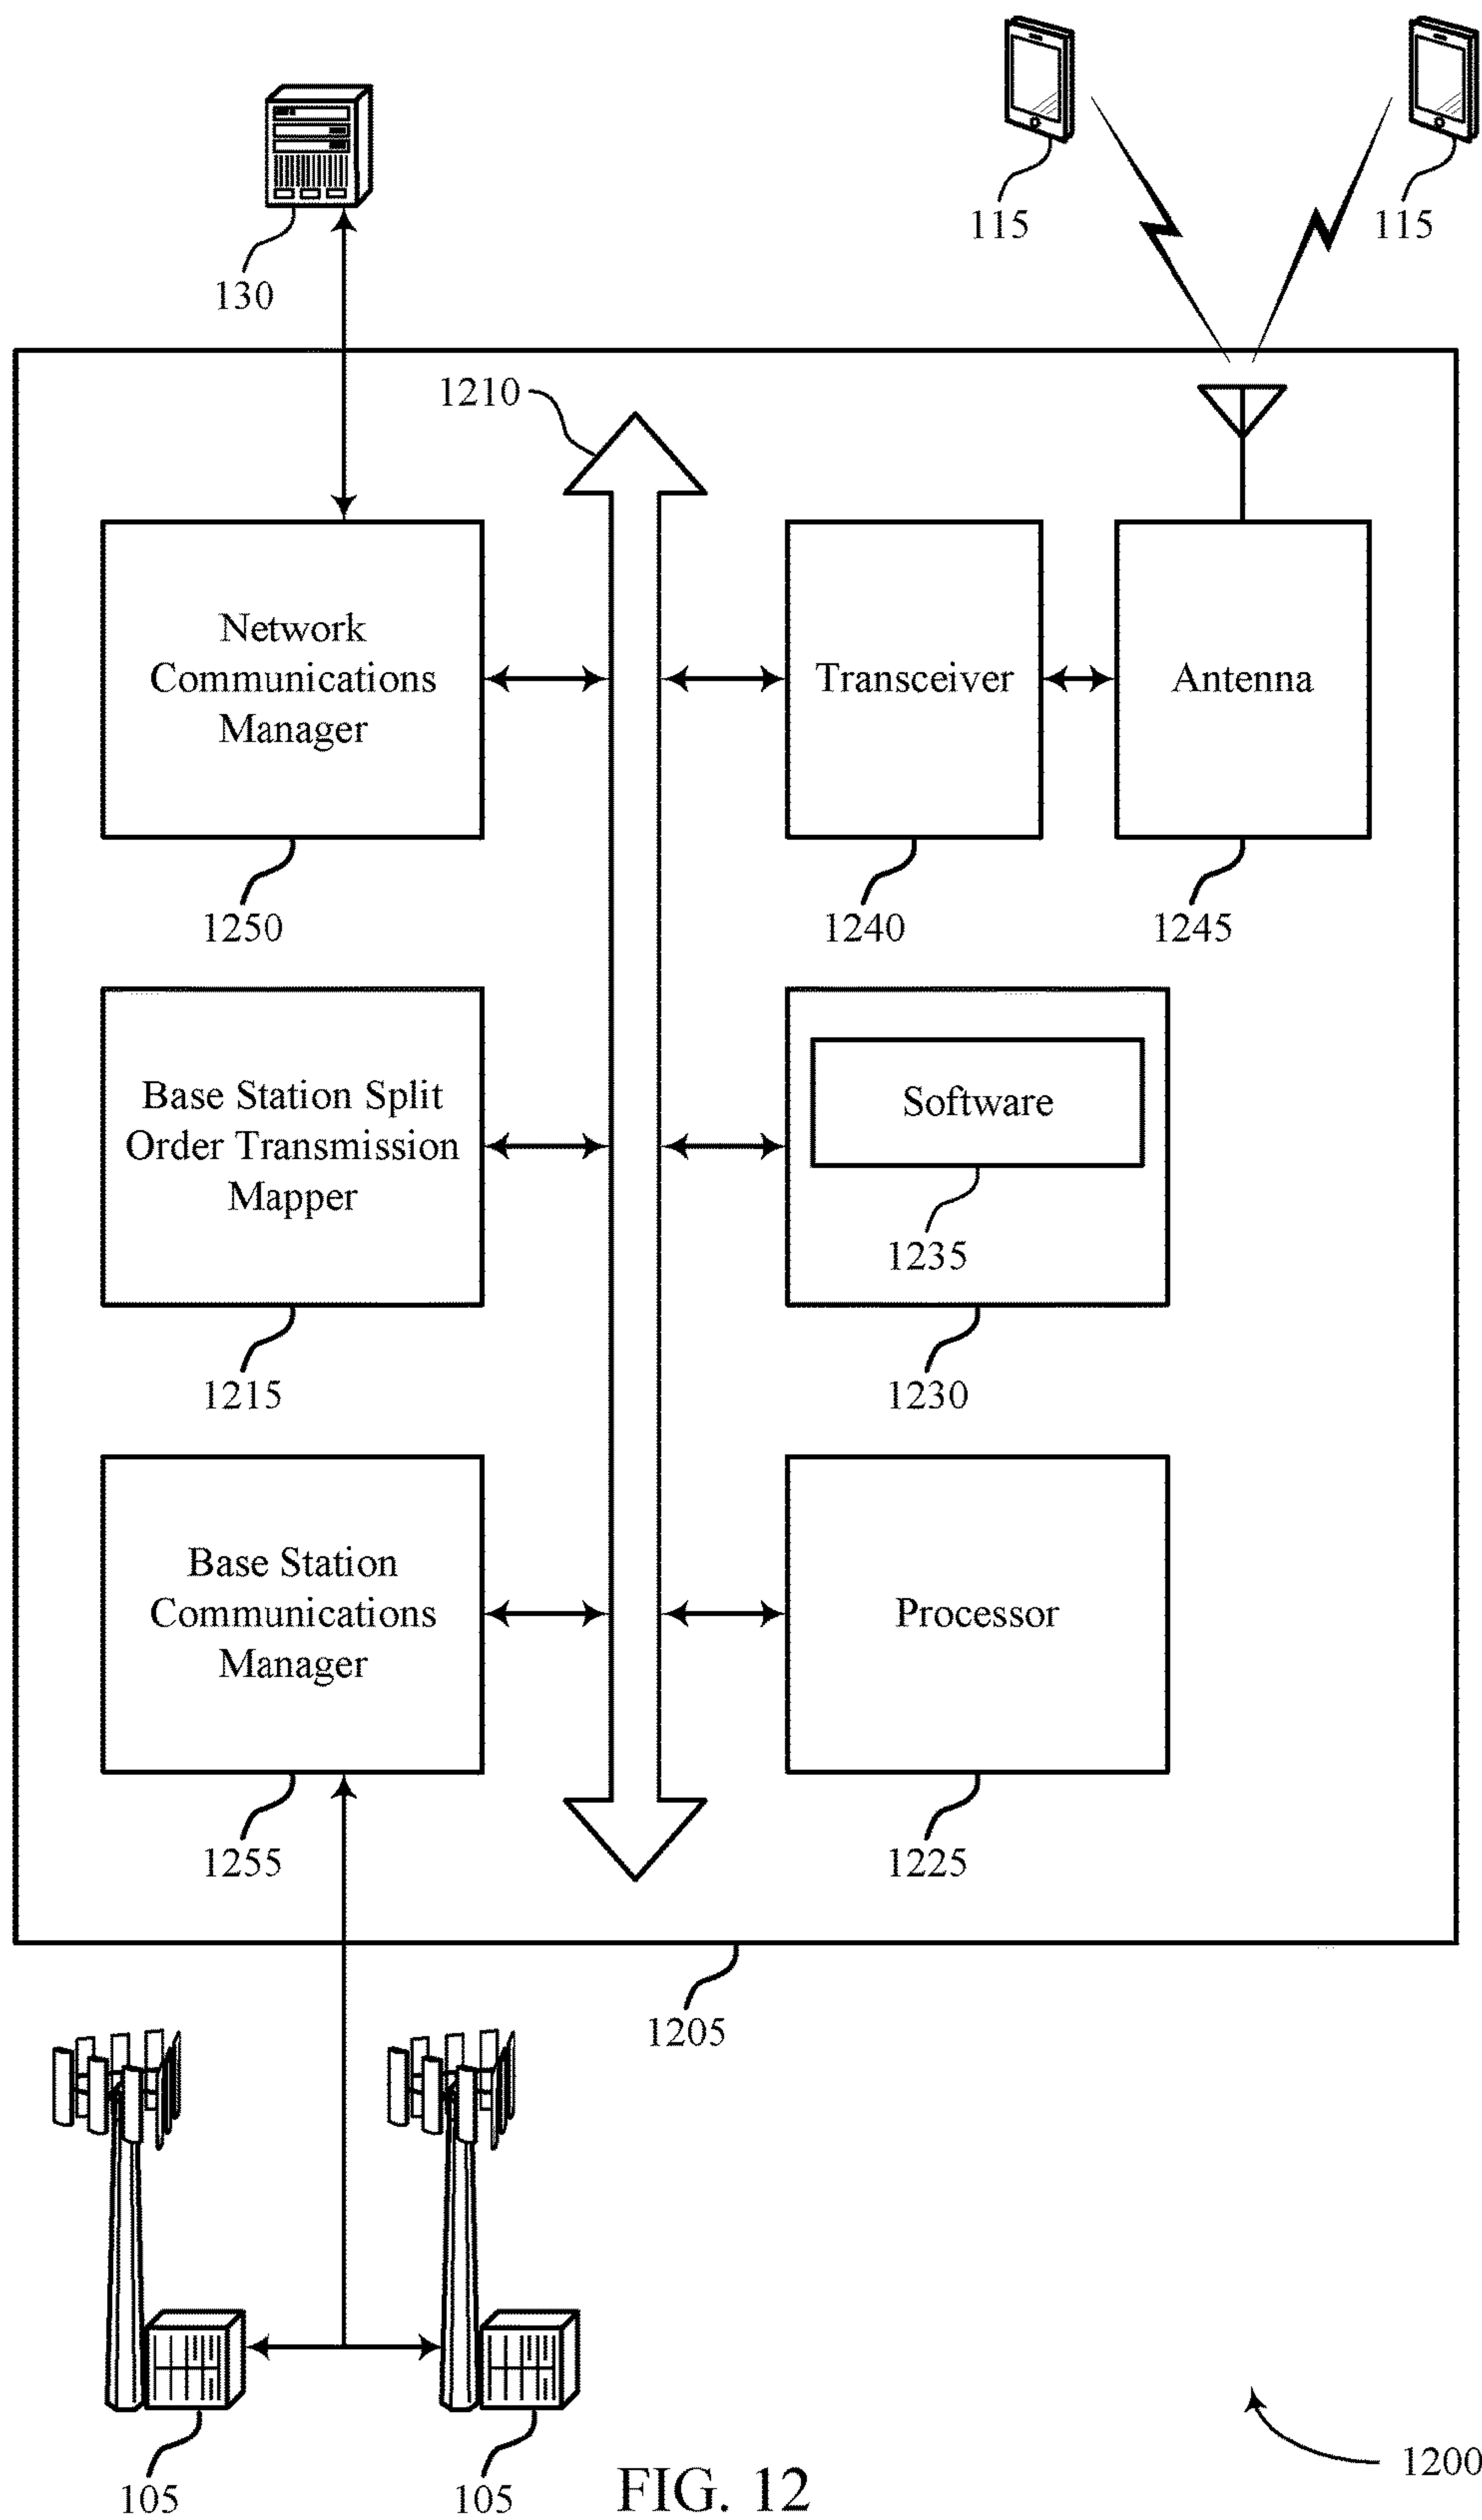 115
115
130
1210
Network
Communications
Manager
Transceiver
Antenna
1250
1240
1245
Base Station Split
Order Transmission
Mapper
Software
1235
1215
1230
Base Station
Communications
Manager
Processor
1255
1225
1205
105
105
FIG. 12
1200